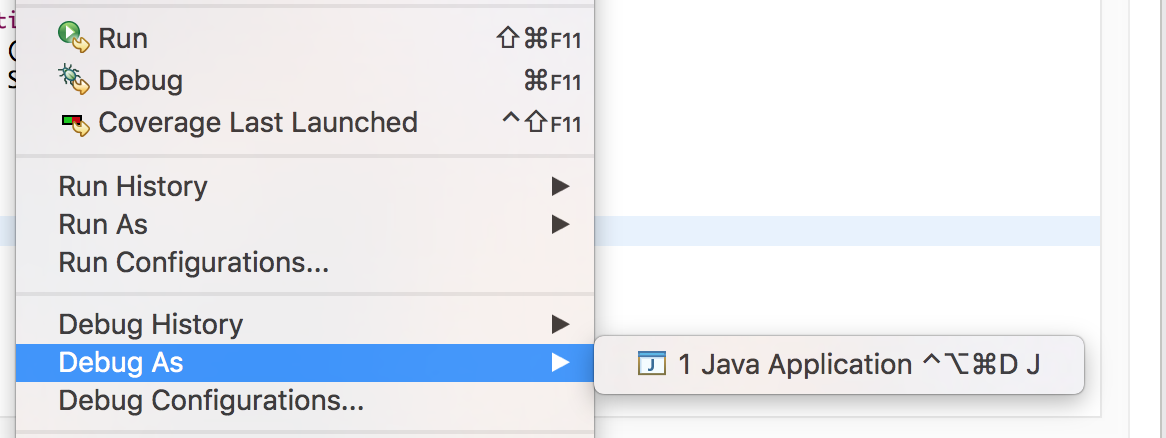 ti
(
S
Run ⇧⌘F11
Debug ⌘F11
Coverage Last Launched ^⇧F11
Run History ▶
Run As ▶
Run Configurations...
Debug History ▶
Debug As ▶
1 Java Application ^⌥⌘D J
Debug Configurations...